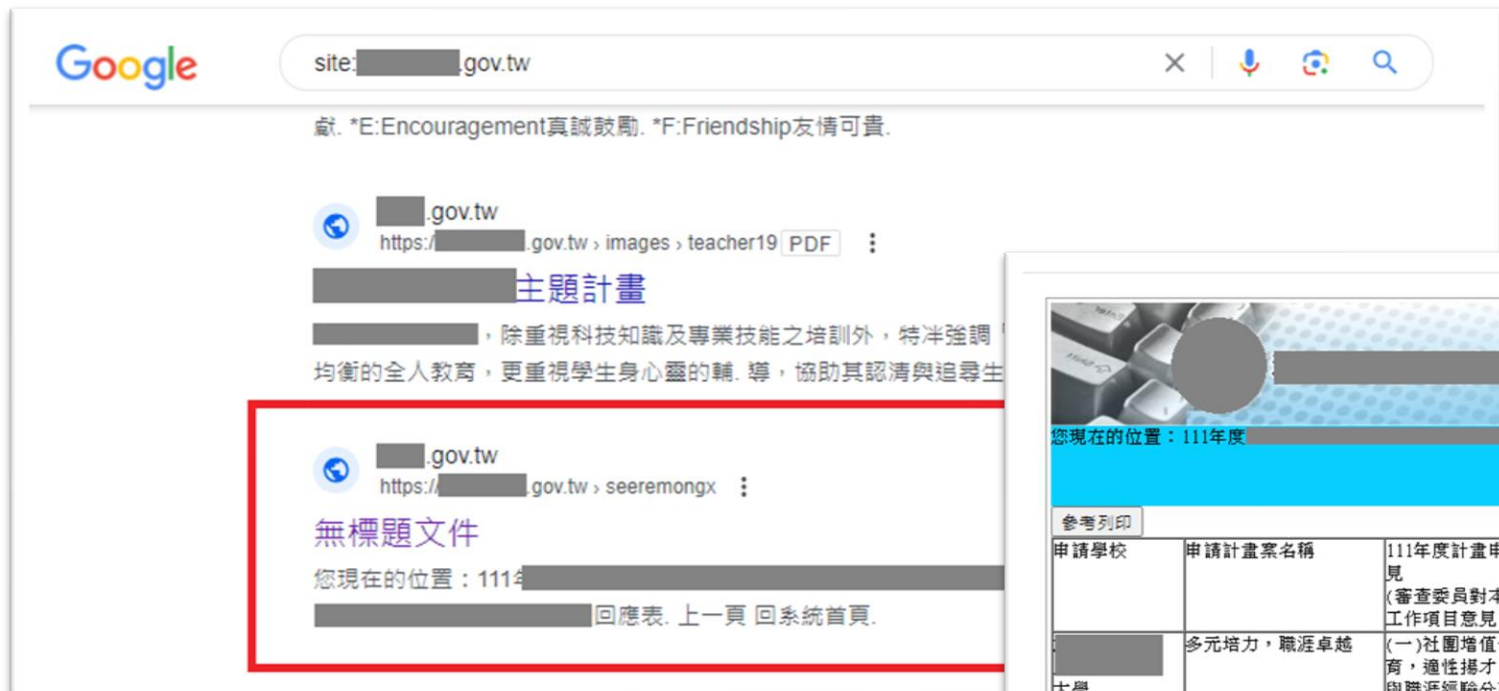 Google
site: .gov.tw
獻. *E:Encouragement真誠鼓勵. *F:Friendship友情可貴.
.gov.tw
https:/ .gov.tw › images › teacher19 PDF
主題計畫
，除重視科技知識及專業技能之培訓外，特冸強調「
均衡的全人教育，更重視學生身心靈的輔. 導，協助其認清與追尋生
.gov.tw
https:// .gov.tw › seeremongx
無標題文件
您現在的位置：111年
回應表. 上一頁 回系統首頁.
您現在的位置：111年度
參考列印
申請學校 申請計畫案名稱 111年度計畫申
見
(審查委員對本
工作項目意見
多元培力，職涯卓越 (一)社團增值
育，適性揚才
大學